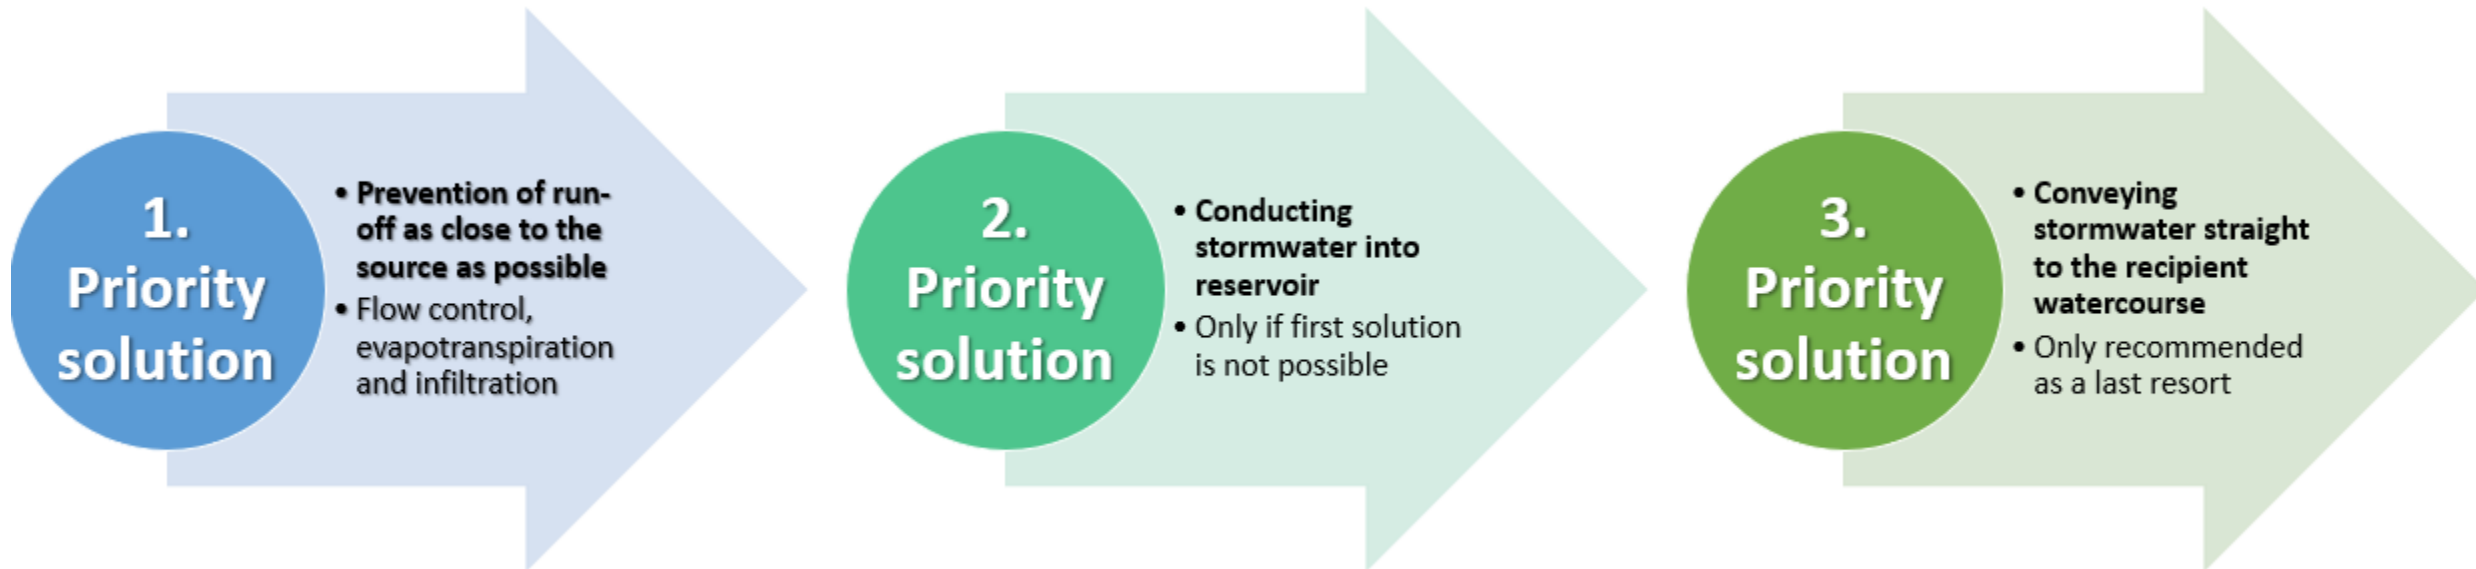 1.
Priority
solution
• Prevention of run-
off as close to the
source as possible
• Flow control,
evapotranspiration
and infiltration
2.
Priority
solution
• Conducting
stormwater into
reservoir
• Only if first solution
is not possible
3.
Priority
solution
• Conveying
stormwater straight
to the recipient
watercourse
• Only recommended
as a last resort